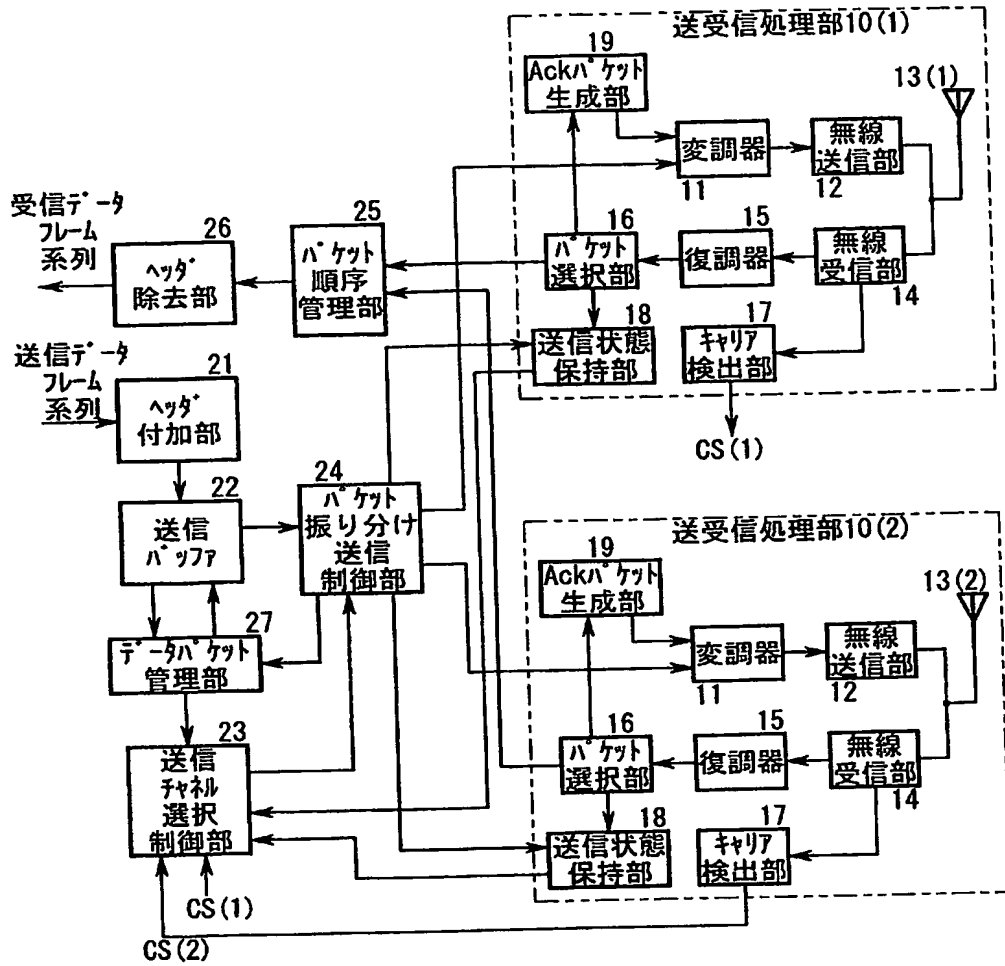 送受信処理部10(1)
19
Ackパケット
生成部
13(1)
変調器
11
無線
送信部
12
受信データ
フレーム
系列
26
ヘッダ
除去部
25
パケット
順序
管理部
16
パケット
選択部
15
復調器
無線
受信部
14
18
送信状態
保持部
17
キャリア
検出部
CS(1)
送信データ
フレーム
系列
21
ヘッダ
付加部
22
送信
バッファ
24
パケット
振り分け
送信
制御部
27
データパケット
管理部
23
送信
チャネル
選択
制御部
CS(1)
CS(2)
送受信処理部10(2)
19
Ackパケット
生成部
13(2)
変調器
11
無線
送信部
12
16
パケット
選択部
15
復調器
無線
受信部
14
18
送信状態
保持部
17
キャリア
検出部